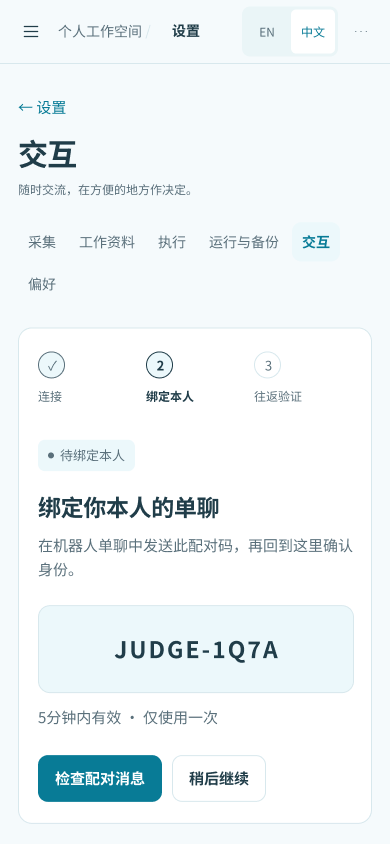 个人工作空间 / 设置 EN 中文 ...
← 设置
交互
随时交流，在方便的地方作决定。
采集 工作资料 执行 运行与备份 交互
偏好
✓ 2 3
连接 绑定本人 往返验证
• 待绑定本人
绑定你本人的单聊
在机器人单聊中发送此配对码，再回到这里确认
身份。
JUDGE-1Q7A
5分钟内有效 · 仅使用一次
检查配对消息 稍后继续